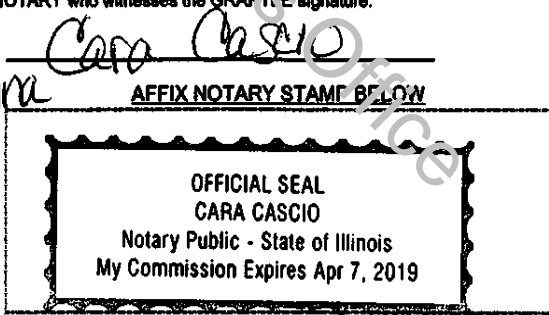 NOTARY who witnesses the GRANTEE signature.
Cara Cascio
AFFIX NOTARY STAMP BELOW
OFFICIAL SEAL
CARA CASCIO
Notary Public - State of Illinois
My Commission Expires Apr 7, 2019
Office